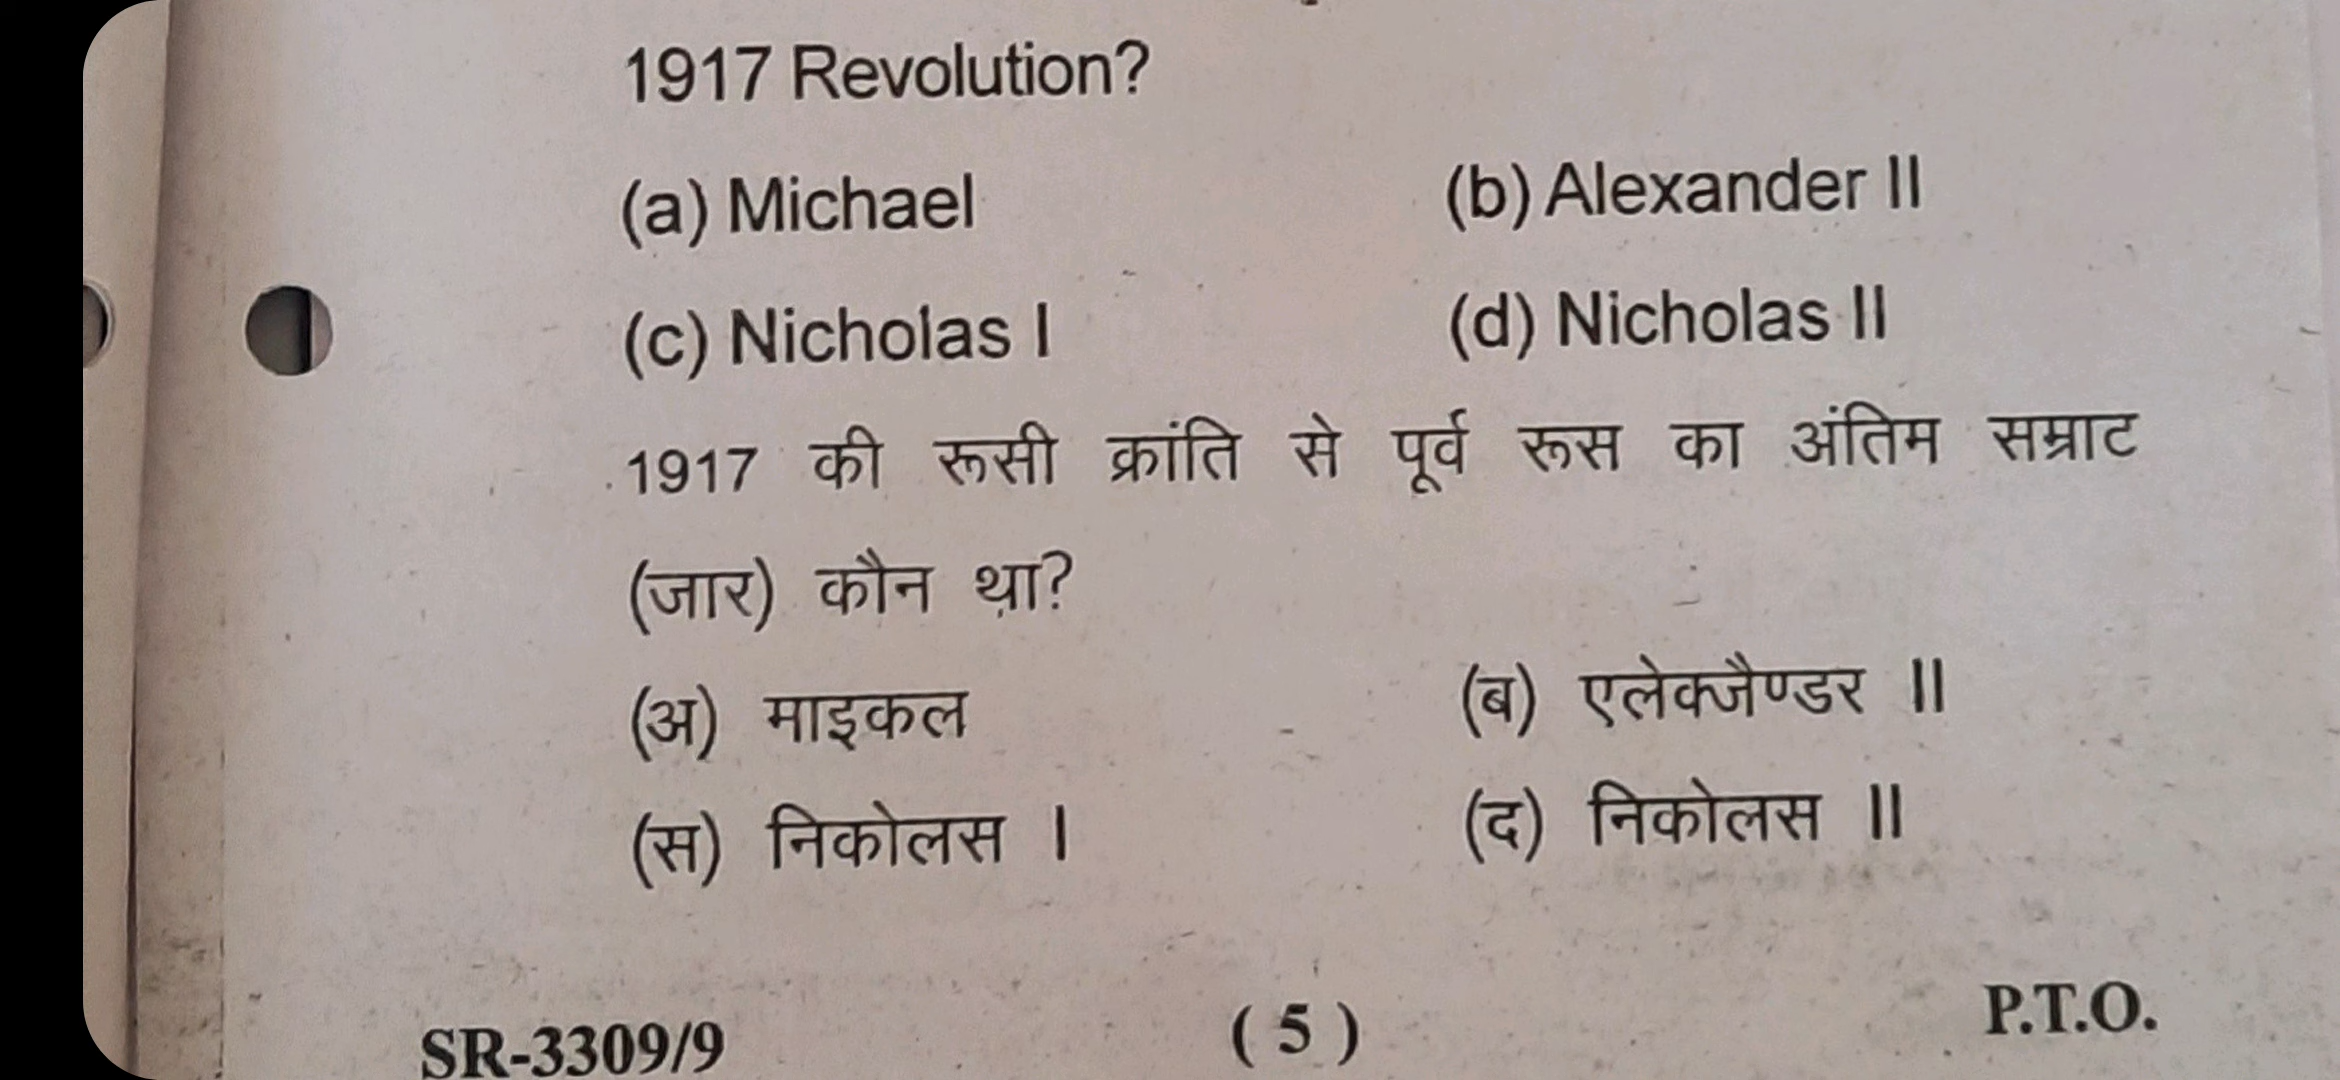 1917 Revolution?
(a) Michael (b) Alexander II
(c) Nicholas I (d) Nicholas II
1917 की रूसी क्रांति से पूर्व रूस का अंतिम सम्राट
(जार) कौन था?
(अ) माइकल (ब) एलेक्जैण्डर II
(स) निकोलस I (द) निकोलस II
SR-3309/9 ( 5 ) P.T.O.